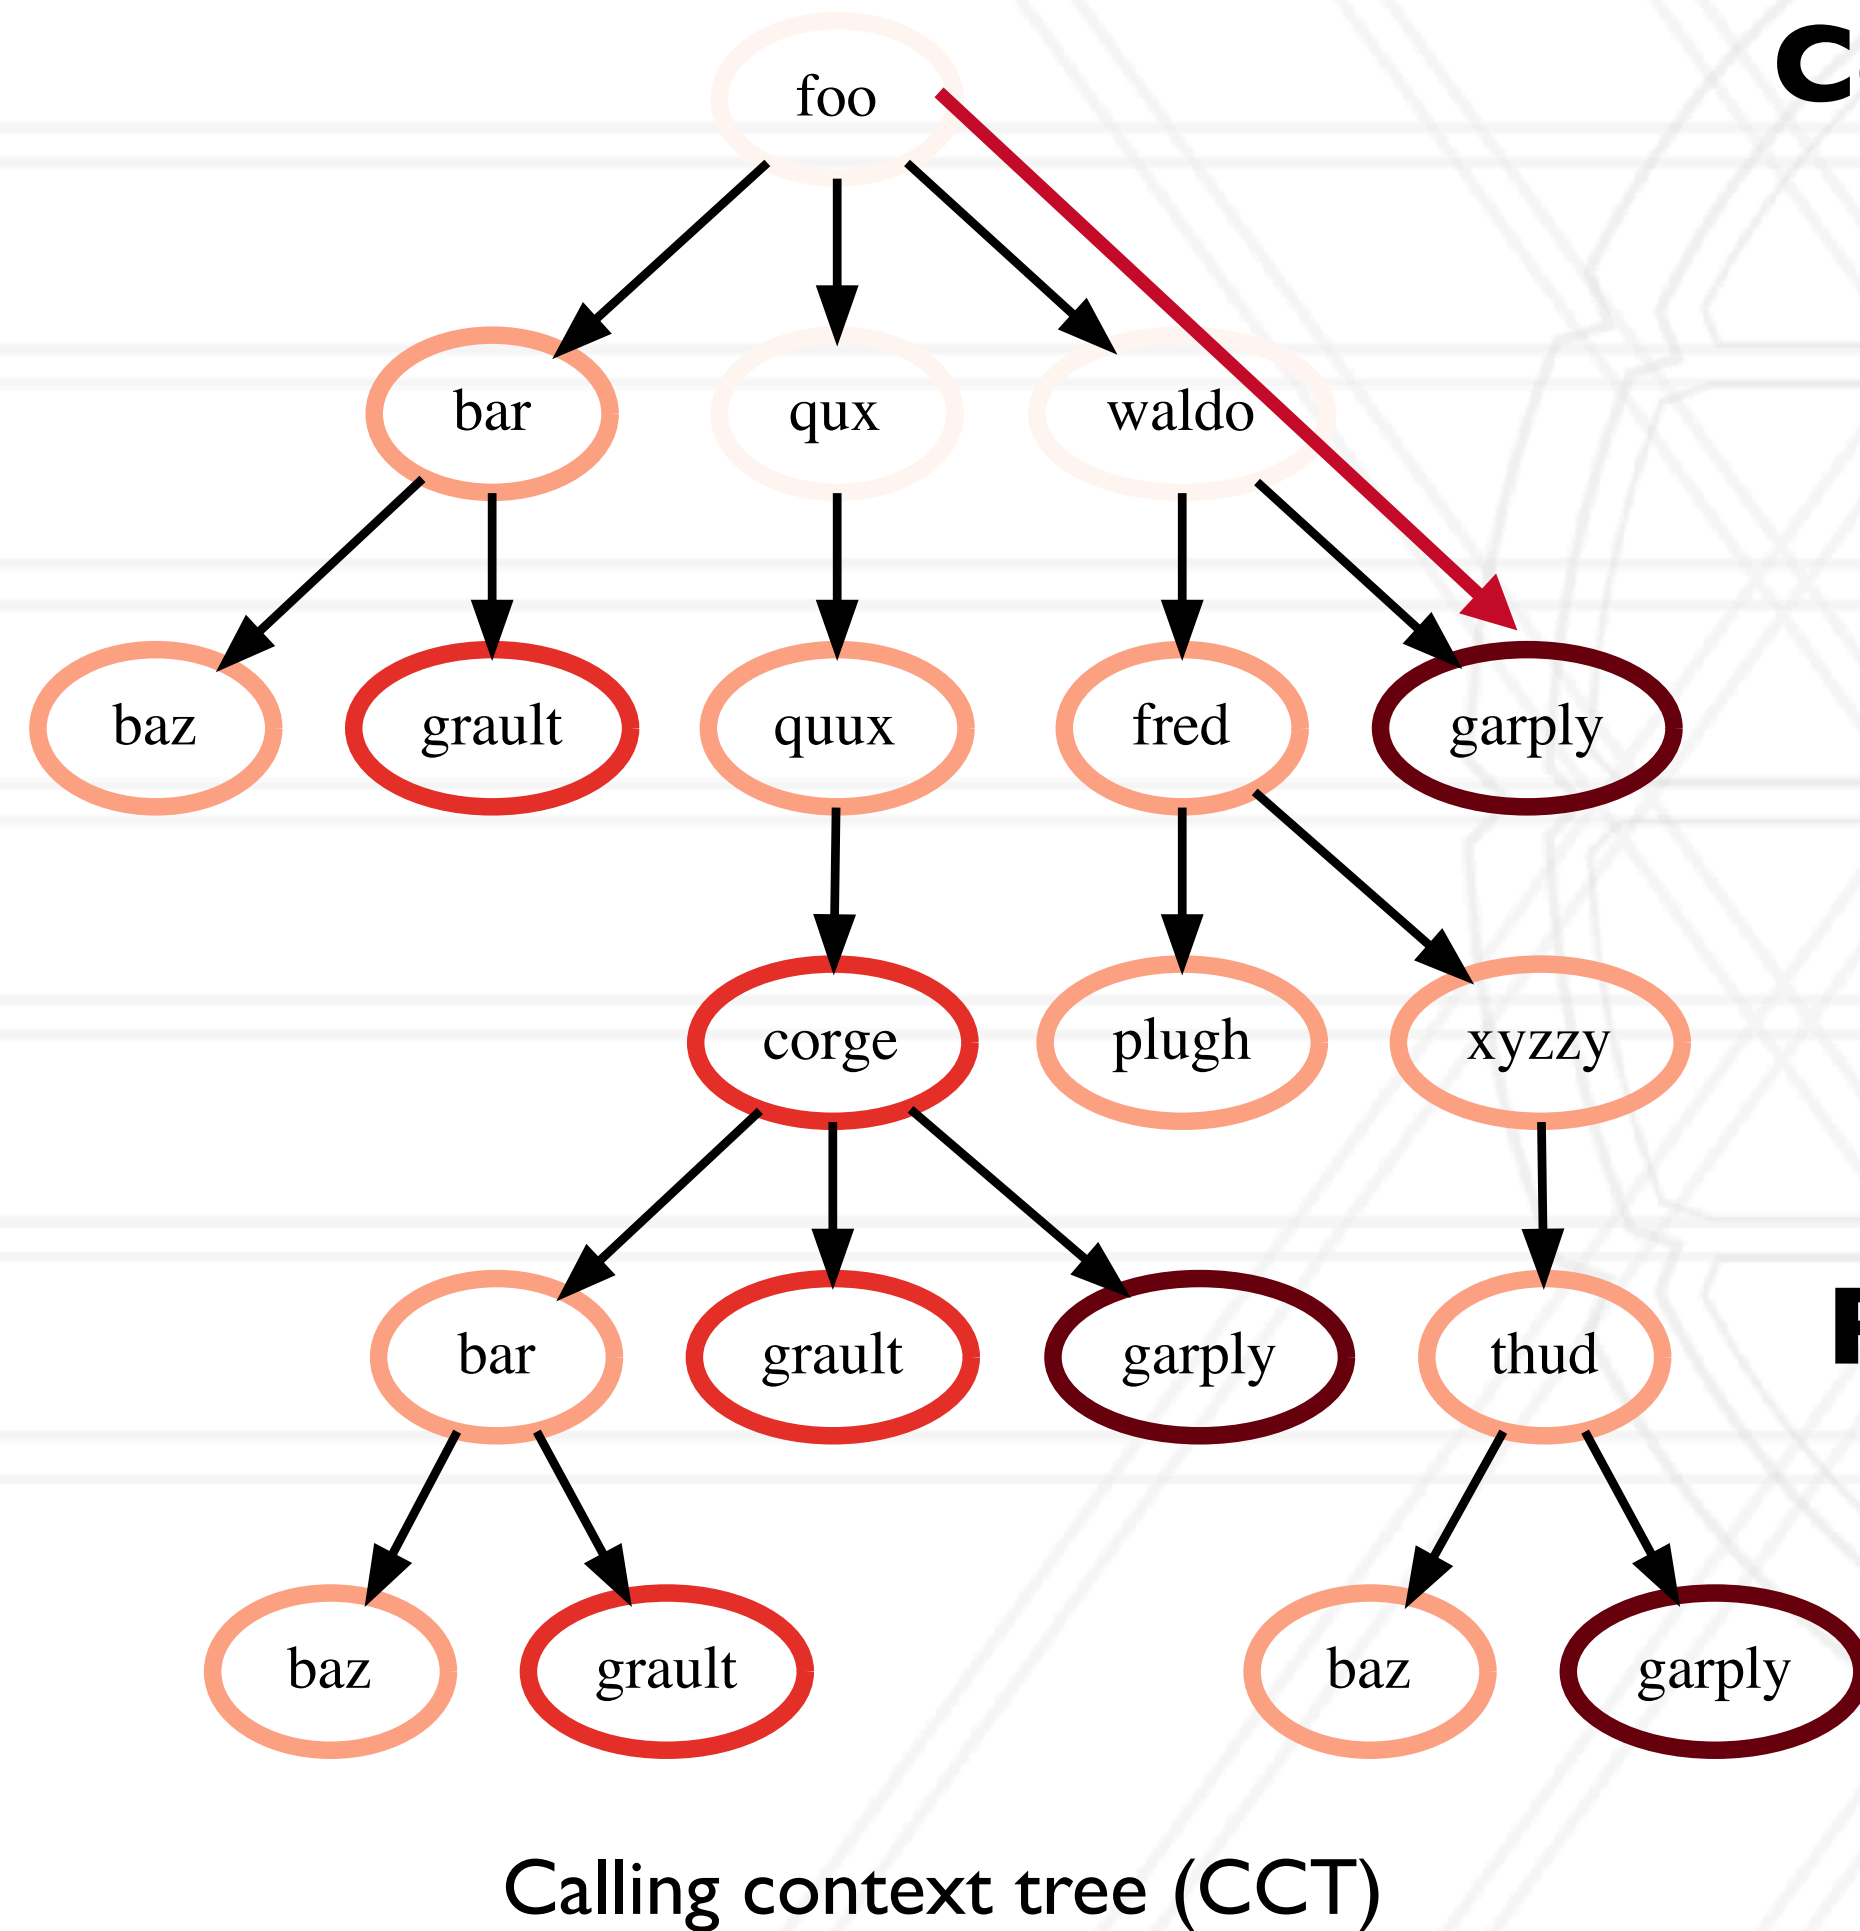 foo
bar qux waldo
baz grault quux fred garply
corge plugh xyzzy
bar grault garply thud
baz grault baz garply
Calling context tree (CCT)